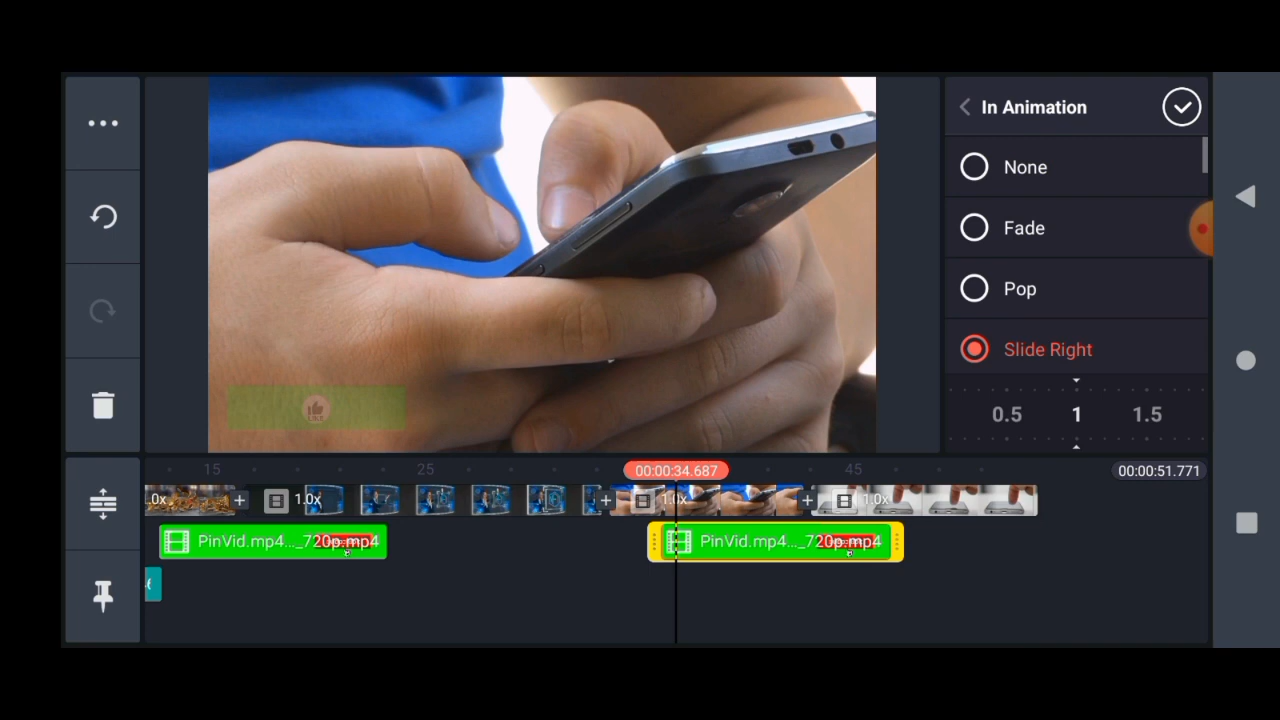 In Animation
None
Fade
Pop
Slide Right
0.5 1 1.5
15 25 00:00:34.687 45 00:00:51.771
.0x 1.0x 1.0x 1.0x
PinVid.mp4..._720p.mp4 PinVid.mp4..._720p.mp4